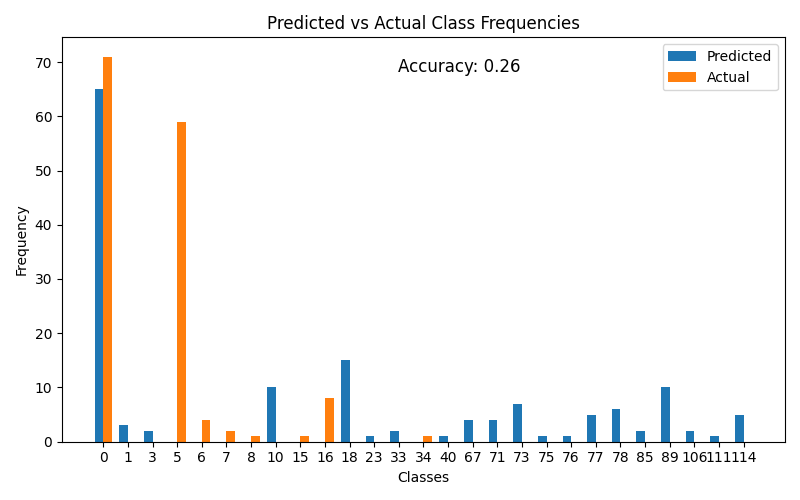 Predicted vs Actual Class Frequencies
Accuracy: 0.26
Predicted
Actual
Frequency
70
60
50
40
30
20
10
0
0 1 3 5 6 7 8 10 15 16 18 23 33 34 40 67 71 73 75 76 77 78 85 89 106 111 114
Classes